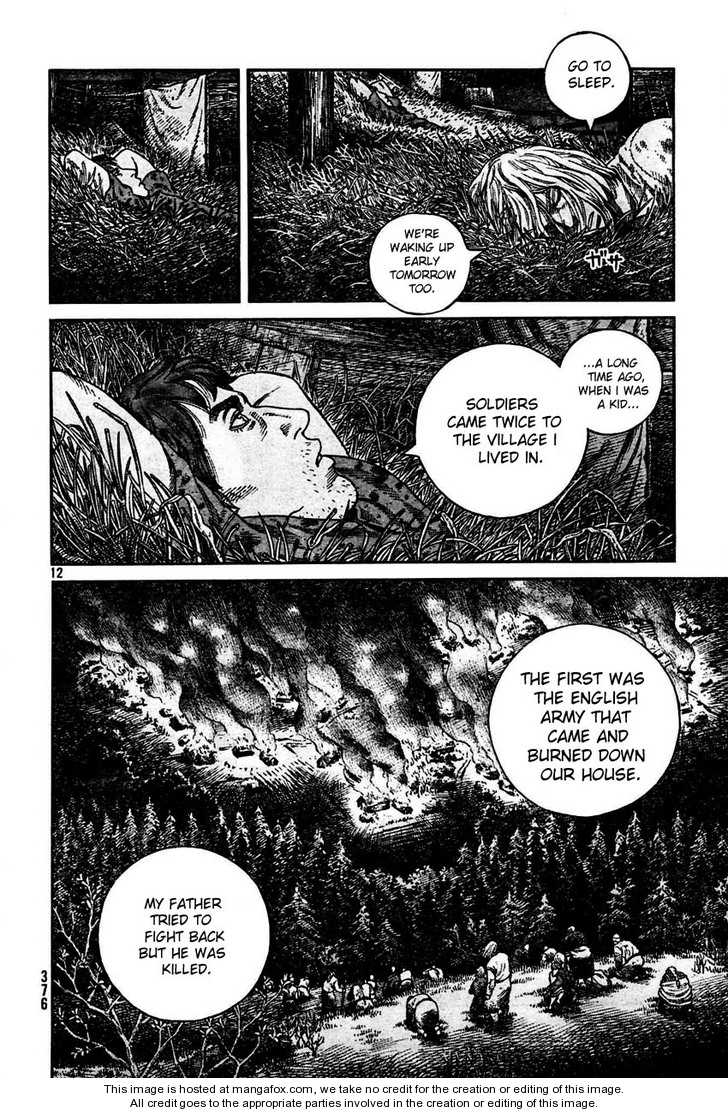 GO TO
SLEEP.
WE'RE
WAKING UP
EARLY
TOMORROW
TOO.
ガサ
...A LONG
TIME AGO,
WHEN I WAS
A KID...
SOLDIERS
CAME TWICE TO
THE VILLAGE I
LIVED IN.
12
THE FIRST WAS
THE ENGLISH
ARMY THAT
CAME AND
BURNED DOWN
OUR HOUSE.
MY FATHER
TRIED TO
FIGHT BACK
BUT HE WAS
KILLED.
376
This image is hosted at mangafox.com, we take no credit for the creation or editing of this image.
All credit goes to the appropriate parties involved in the creation or editing of this image.